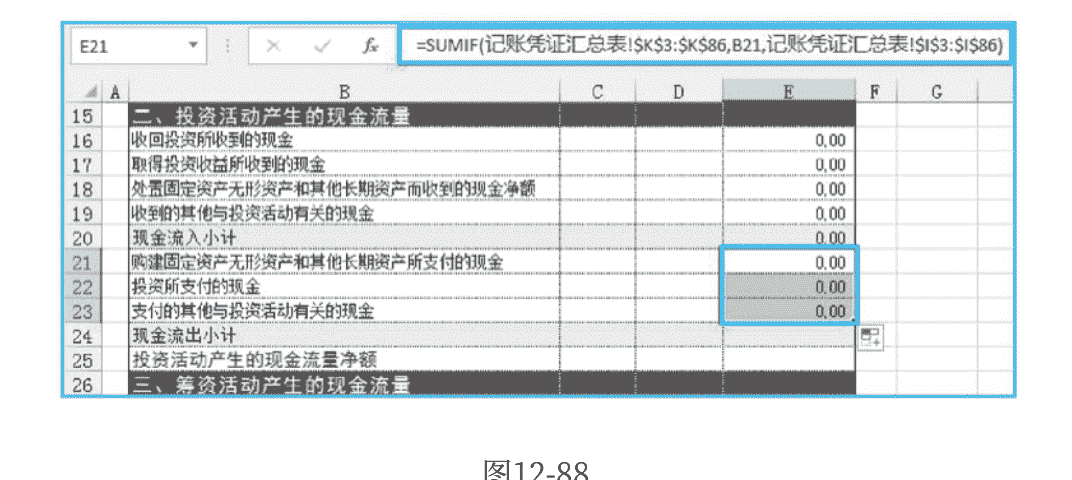 E21 fx =SUMIF(记账凭证汇总表!$K$3:$K$86,B21,记账凭证汇总表!$I$3:$I$86)
A B C D E F G
15 二、投资活动产生的现金流量
16 收回投资所收到的现金 0.00
17 取得投资收益所收到的现金 0.00
18 处置固定资产无形资产和其他长期资产而收到的现金净额 0.00
19 收到的其他与投资活动有关的现金 0.00
20 现金流入小计 0.00
21 购建固定资产无形资产和其他长期资产所支付的现金 0.00
22 投资所支付的现金 0.00
23 支付的其他与投资活动有关的现金 0.00
24 现金流出小计
25 投资活动产生的现金流量净额
26 三、筹资活动产生的现金流量
图12-88